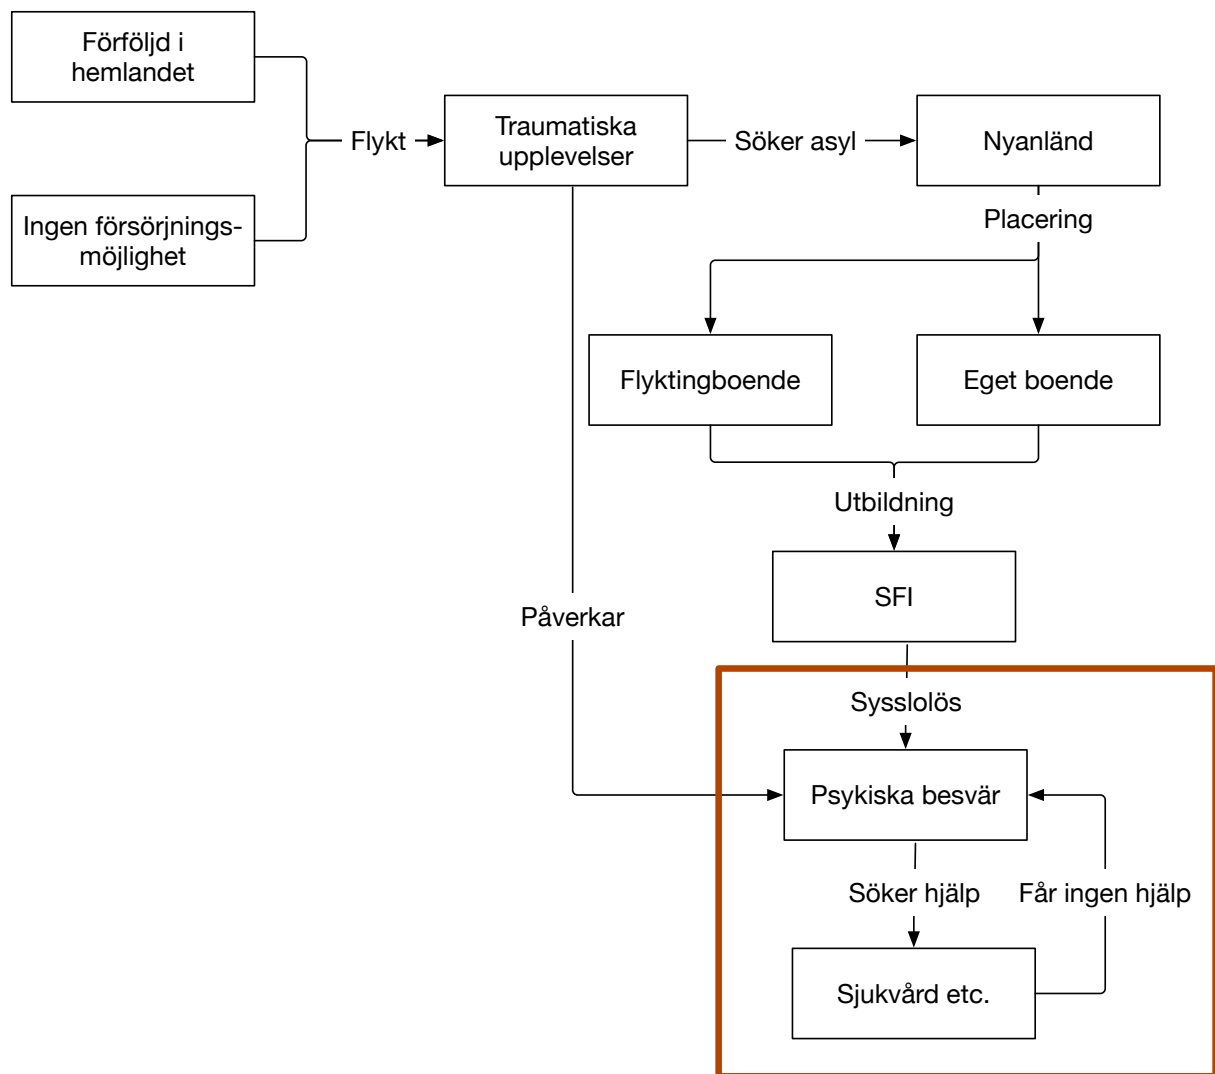 Förföljd i
hemlandet
Flykt
Traumatiska
upplevelser
Söker asyl
Nyanländ
Ingen försörjnings-
möjlighet
Placering
Flyktingboende
Eget boende
Utbildning
SFI
Påverkar
Sysslolös
Psykiska besvär
Söker hjälp
Får ingen hjälp
Sjukvård etc.